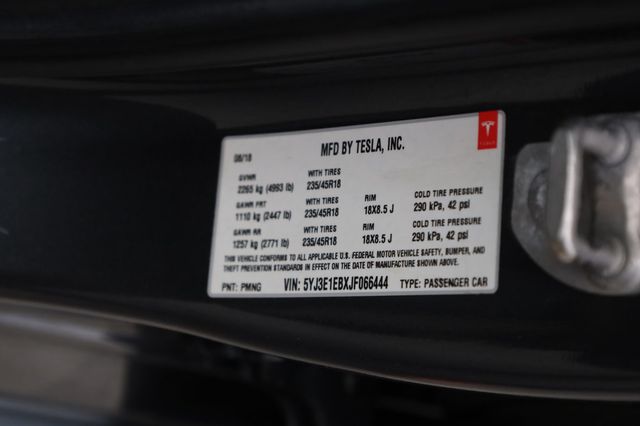 MFD BY TESLA, INC.
TESLA
08/18
GVWR WITH TIRES
2265 kg (4993 lb) 235/45R18
GAWR FRT WITH TIRES RIM COLD TIRE PRESSURE
1110 kg (2447 lb) 235/45R18 18X8.5 J 290 kPa, 42 psi
GAWR RR WITH TIRES RIM COLD TIRE PRESSURE
1257 kg (2771 lb) 235/45R18 18X8.5 J 290 kPa, 42 psi
THIS VEHICLE CONFORMS TO ALL APPLICABLE U.S. FEDERAL MOTOR VEHICLE SAFETY, BUMPER, AND
THEFT PREVENTION STANDARDS IN EFFECT ON THE DATE OF MANUFACTURE SHOWN ABOVE.
PNT: PMNG VIN: 5YJ3E1EBXJF066444 TYPE: PASSENGER CAR